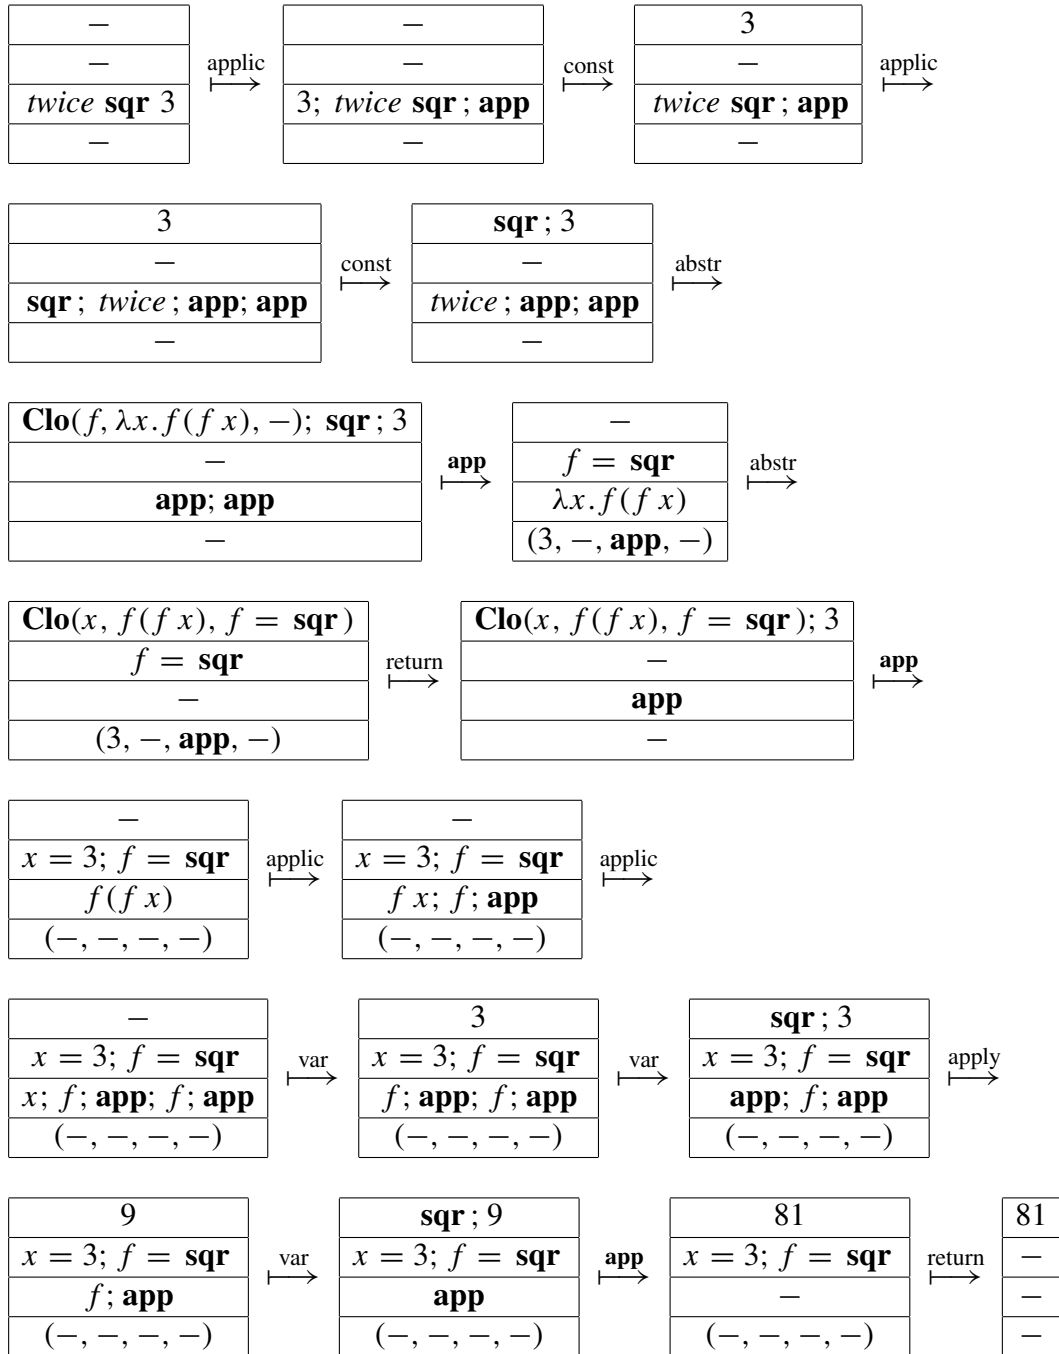 − applic − const 3 applic
− − −
twice sqr 3 3; twice sqr ; app twice sqr ; app
− − −
3 const sqr ; 3 abstr
− −
sqr ; twice ; app; app twice ; app; app
− −
Clo(f, λx.f(f x), −); sqr ; 3 app − abstr
− f = sqr
app; app λx.f(f x)
− (3, −, app, −)
Clo(x, f(f x), f = sqr) return Clo(x, f(f x), f = sqr); 3 app
f = sqr −
− app
(3, −, app, −) −
− applic − applic
x = 3; f = sqr x = 3; f = sqr
f(f x) f x; f; app
(−, −, −, −) (−, −, −, −)
− var 3 var sqr ; 3 apply
x = 3; f = sqr x = 3; f = sqr x = 3; f = sqr
x; f; app; f; app f; app; f; app app; f; app
(−, −, −, −) (−, −, −, −) (−, −, −, −)
9 var sqr ; 9 app 81 return 81
x = 3; f = sqr x = 3; f = sqr x = 3; f = sqr −
f; app app − −
(−, −, −, −) (−, −, −, −) (−, −, −, −) −